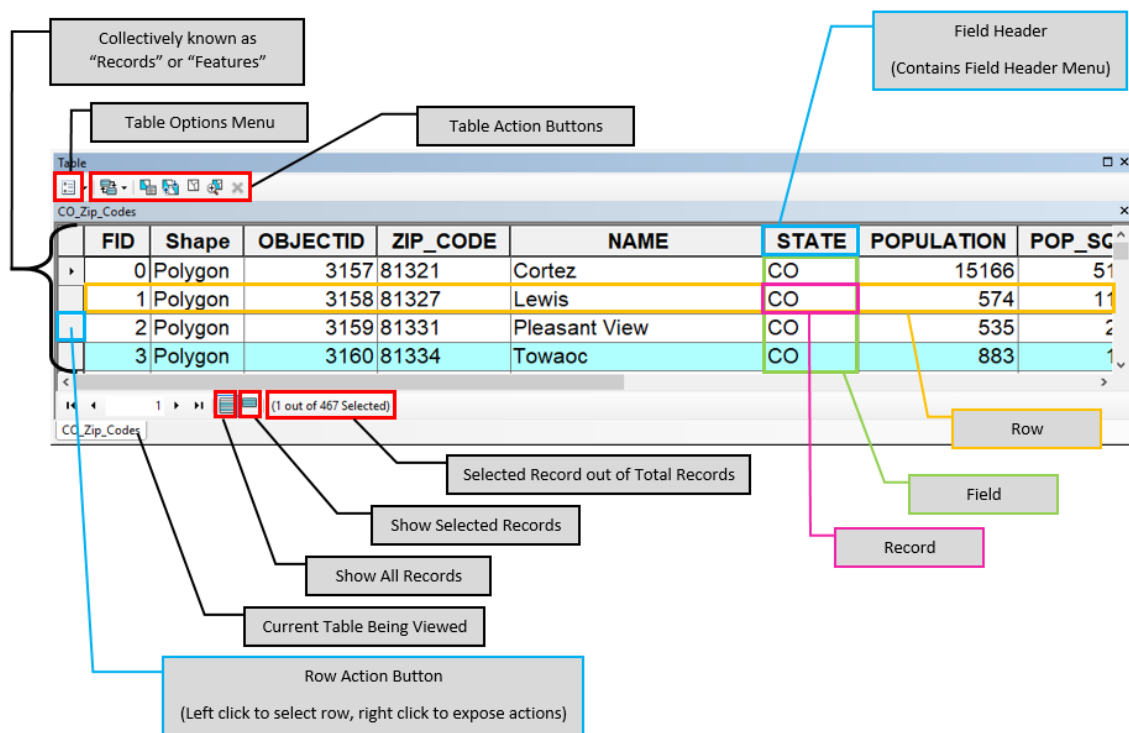 Collectively known as
“Records” or “Features”
Field Header
(Contains Field Header Menu)
Table Options Menu
Table Action Buttons
Table
CO_Zip_Codes
FID Shape OBJECTID ZIP_CODE NAME STATE POPULATION POP_SQ
0 Polygon 3157 81321 Cortez CO 15166 51
1 Polygon 3158 81327 Lewis CO 574 11
2 Polygon 3159 81331 Pleasant View CO 535 2
3 Polygon 3160 81334 Towaoc CO 883 1
1 (1 out of 467 Selected)
CO_Zip_Codes
Row
Selected Record out of Total Records
Field
Show Selected Records
Record
Show All Records
Current Table Being Viewed
Row Action Button
(Left click to select row, right click to expose actions)